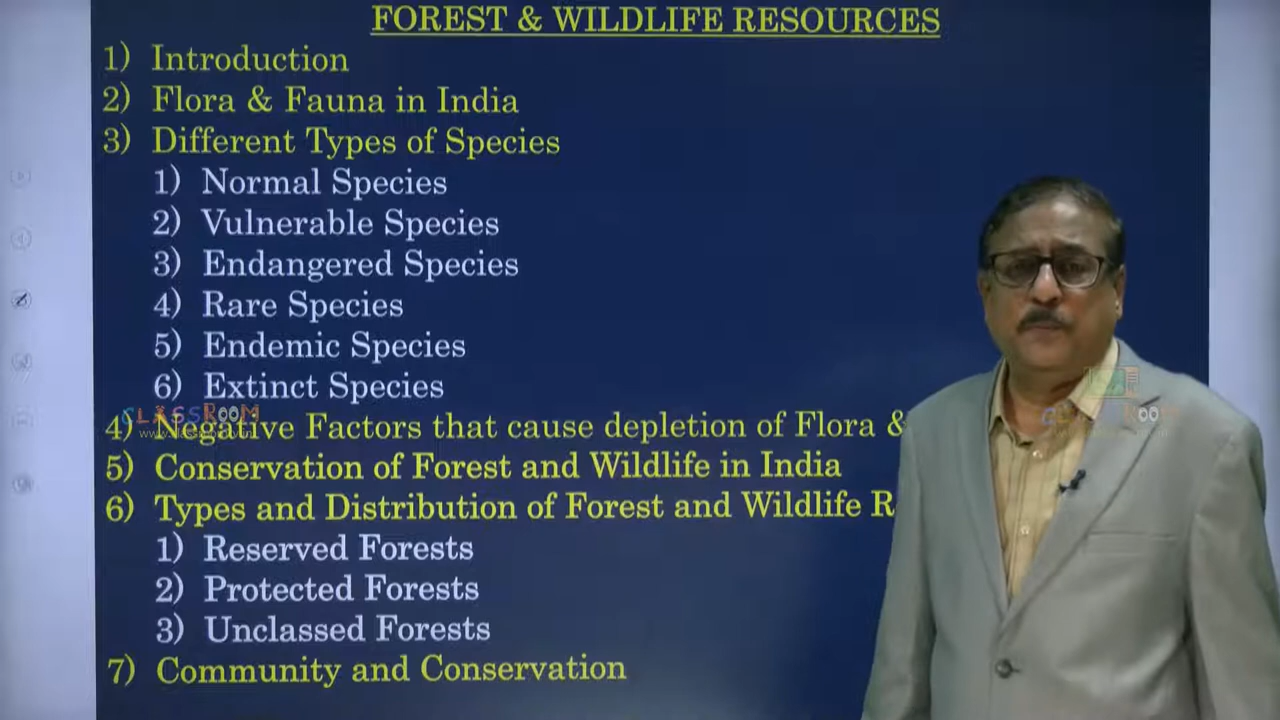 FOREST & WILDLIFE RESOURCES
1) Introduction
2) Flora & Fauna in India
3) Different Types of Species
1) Normal Species
2) Vulnerable Species
3) Endangered Species
4) Rare Species
5) Endemic Species
6) Extinct Species
CLASSROOM
4) Negative Factors that cause depletion of Flora &
5) Conservation of Forest and Wildlife in India
6) Types and Distribution of Forest and Wildlife R
1) Reserved Forests
2) Protected Forests
3) Unclassed Forests
7) Community and Conservation